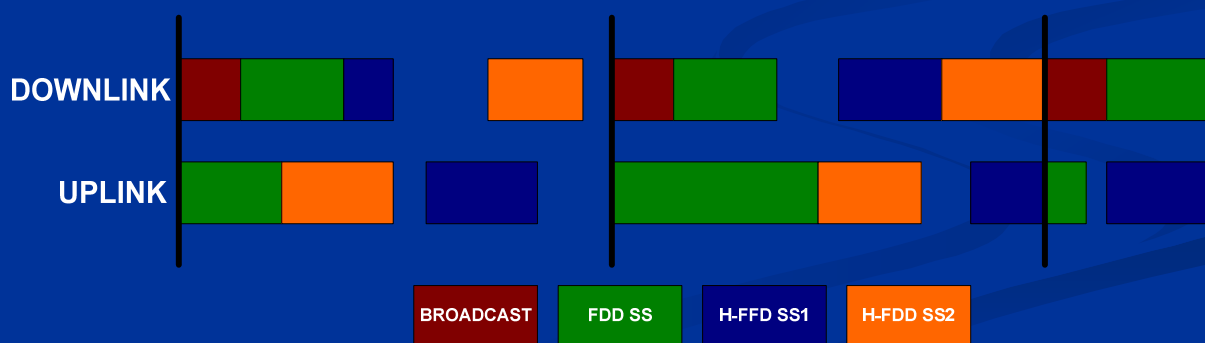 DOWNLINK
UPLINK
BROADCAST
FDD SS
H-FFD SS1
H-FDD SS2